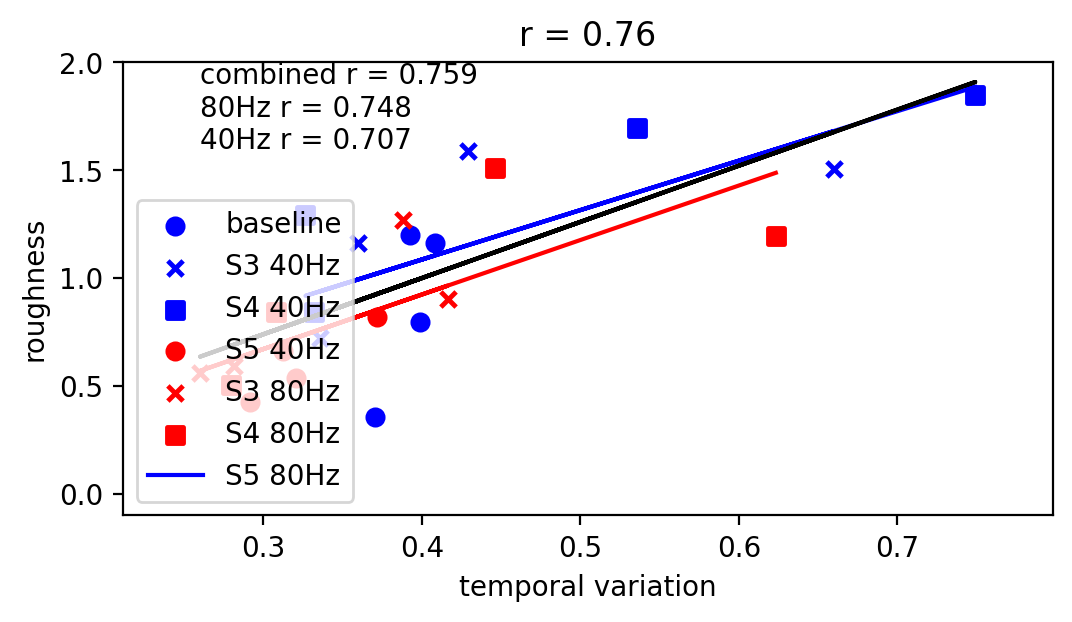 r = 0.76
combined r = 0.759
80Hz r = 0.748
40Hz r = 0.707
2.0
1.5
1.0
0.5
0.0
roughness
baseline
S3 40Hz
S4 40Hz
S5 40Hz
S3 80Hz
S4 80Hz
S5 80Hz
0.3 0.4 0.5 0.6 0.7
temporal variation